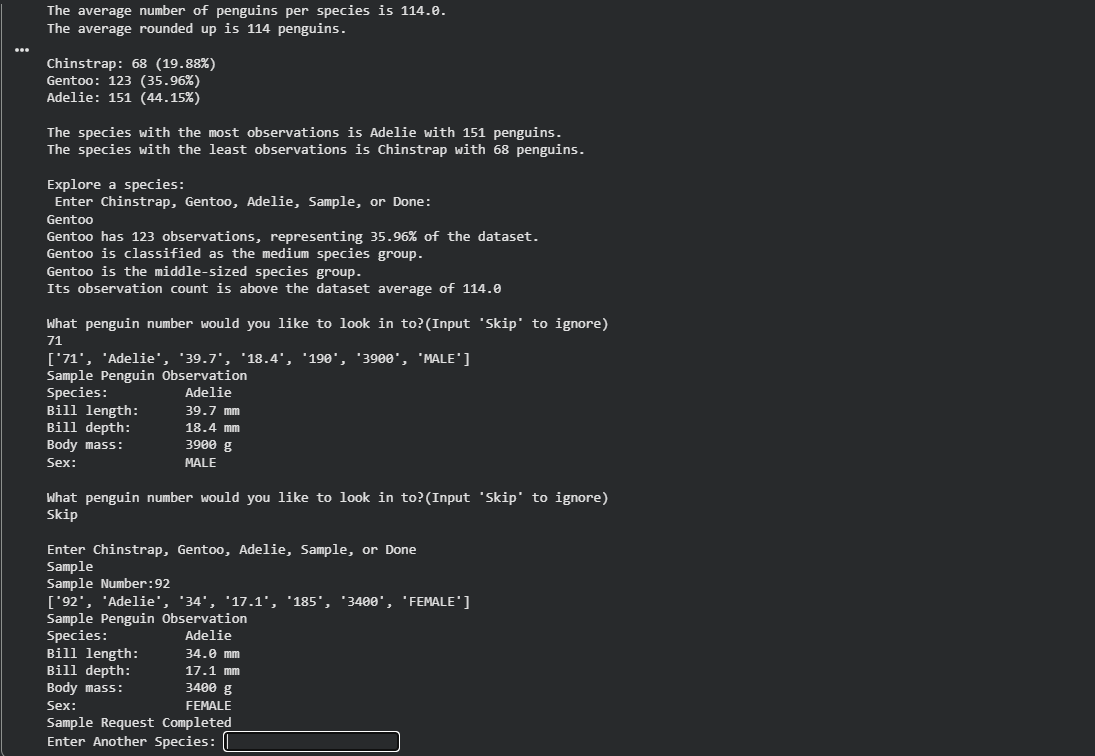 The average number of penguins per species is 114.0.
The average rounded up is 114 penguins.
Chinstrap: 68 (19.88%)
Gentoo: 123 (35.96%)
Adelie: 151 (44.15%)
The species with the most observations is Adelie with 151 penguins.
The species with the least observations is Chinstrap with 68 penguins.
Explore a species:
Enter Chinstrap, Gentoo, Adelie, Sample, or Done:
Gentoo
Gentoo has 123 observations, representing 35.96% of the dataset.
Gentoo is classified as the medium species group.
Gentoo is the middle-sized species group.
Its observation count is above the dataset average of 114.0
What penguin number would you like to look in to?(Input 'Skip' to ignore)
71
['71', 'Adelie', '39.7', '18.4', '190', '3900', 'MALE']
Sample Penguin Observation
Species: Adelie
Bill length: 39.7 mm
Bill depth: 18.4 mm
Body mass: 3900 g
Sex: MALE
What penguin number would you like to look in to?(Input 'Skip' to ignore)
Skip
Enter Chinstrap, Gentoo, Adelie, Sample, or Done
Sample
Sample Number:92
['92', 'Adelie', '34', '17.1', '185', '3400', 'FEMALE']
Sample Penguin Observation
Species: Adelie
Bill length: 34.0 mm
Bill depth: 17.1 mm
Body mass: 3400 g
Sex: FEMALE
Sample Request Completed
Enter Another Species: